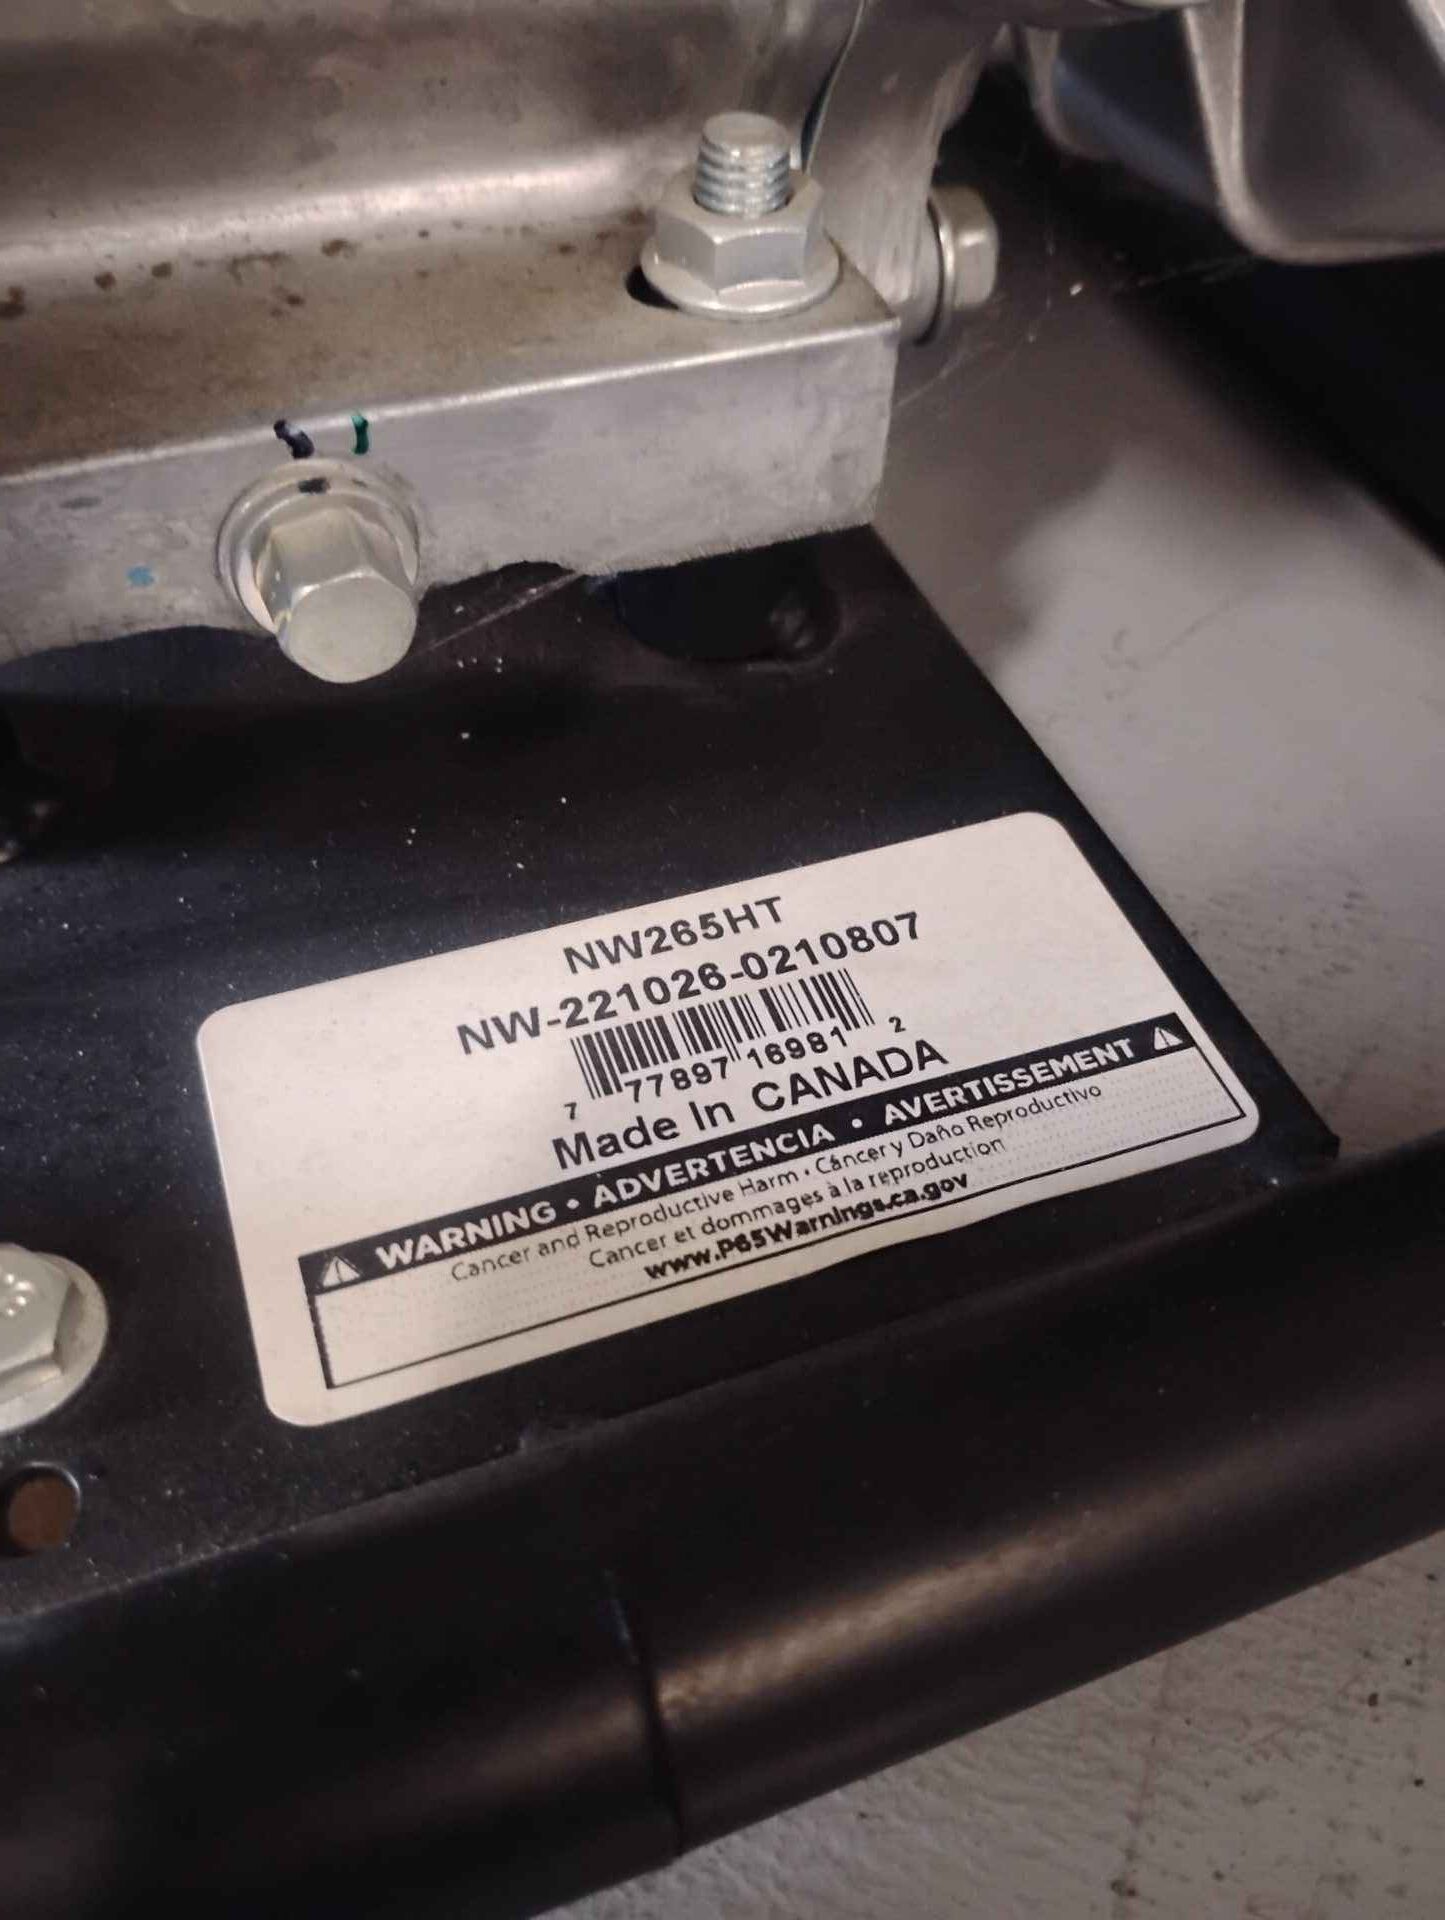 NW265HT
NW-221026-0210807
7 77897 16981 2
Made In CANADA
WARNING • ADVERTENCIA • AVERTISSEMENT
Cancer and Reproductive Harm • Cáncer y Daño Reproductivo
Cancer et dommages à la reproduction
www.P65Warnings.ca.gov